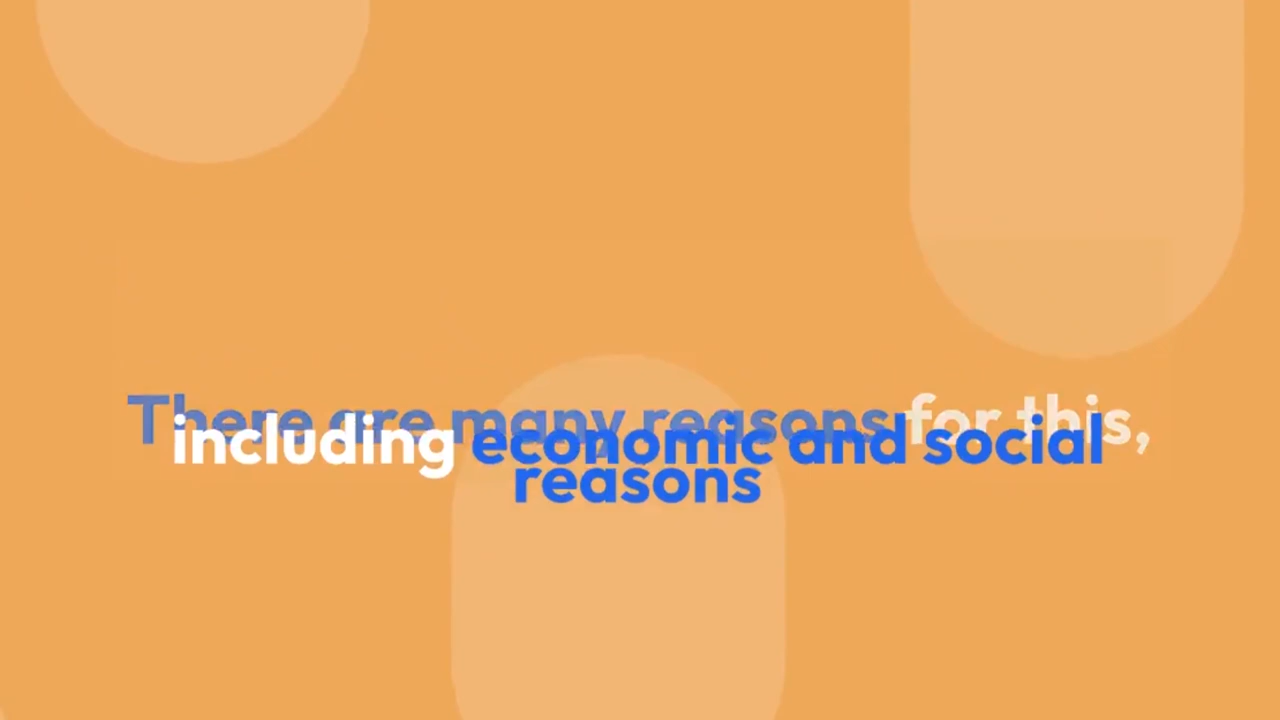 There are many reasons for this,
including economic and social
reasons